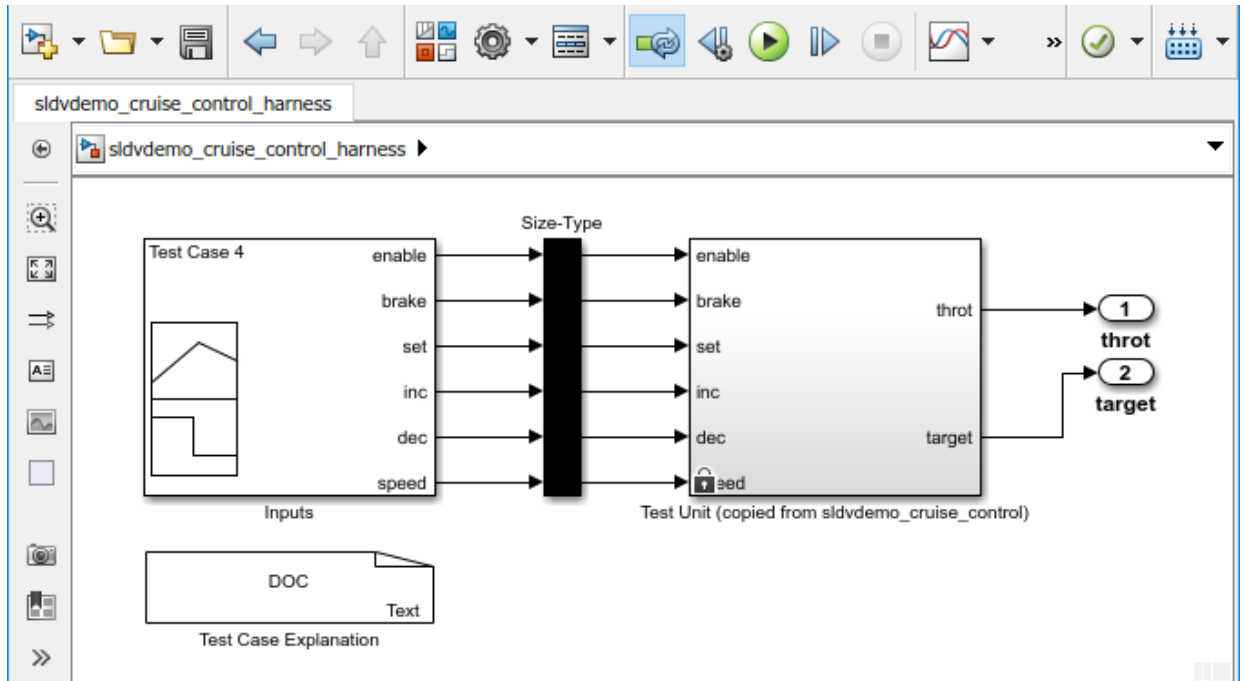 sldvdemo_cruise_control_harness
sldvdemo_cruise_control_harness
Size-Type
Test Case 4
enable
brake
set
inc
dec
speed
Inputs
enable
brake
set
inc
dec
eed
throt
target
Test Unit (copied from sldvdemo_cruise_control)
1
throt
2
target
DOC
Text
Test Case Explanation